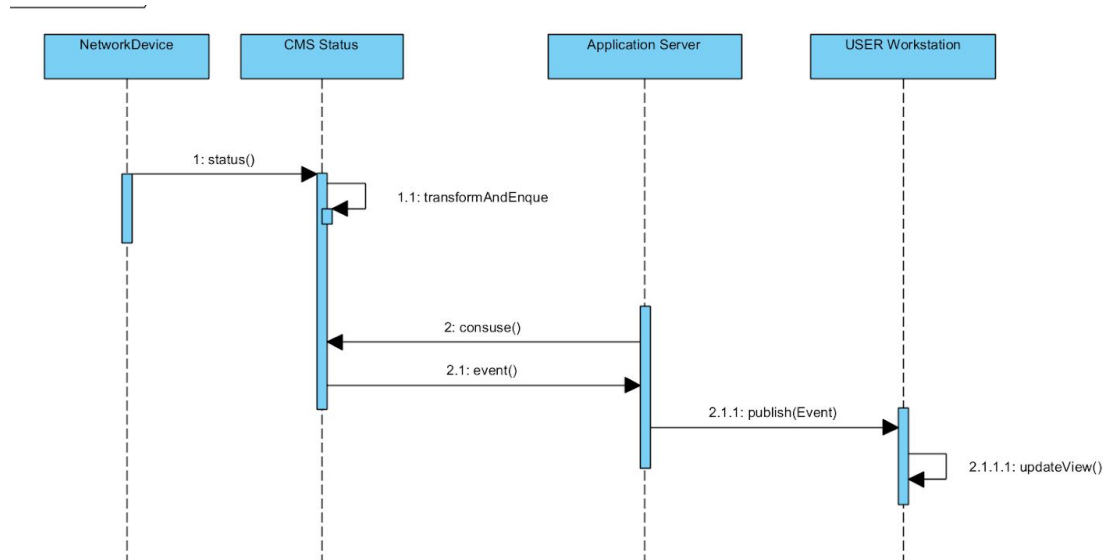 NetworkDevice
CMS Status
Application Server
USER Workstation
1: status()
1.1: transformAndEnque
2: consuse()
2.1: event()
2.1.1: publish(Event)
2.1.1.1: updateView()